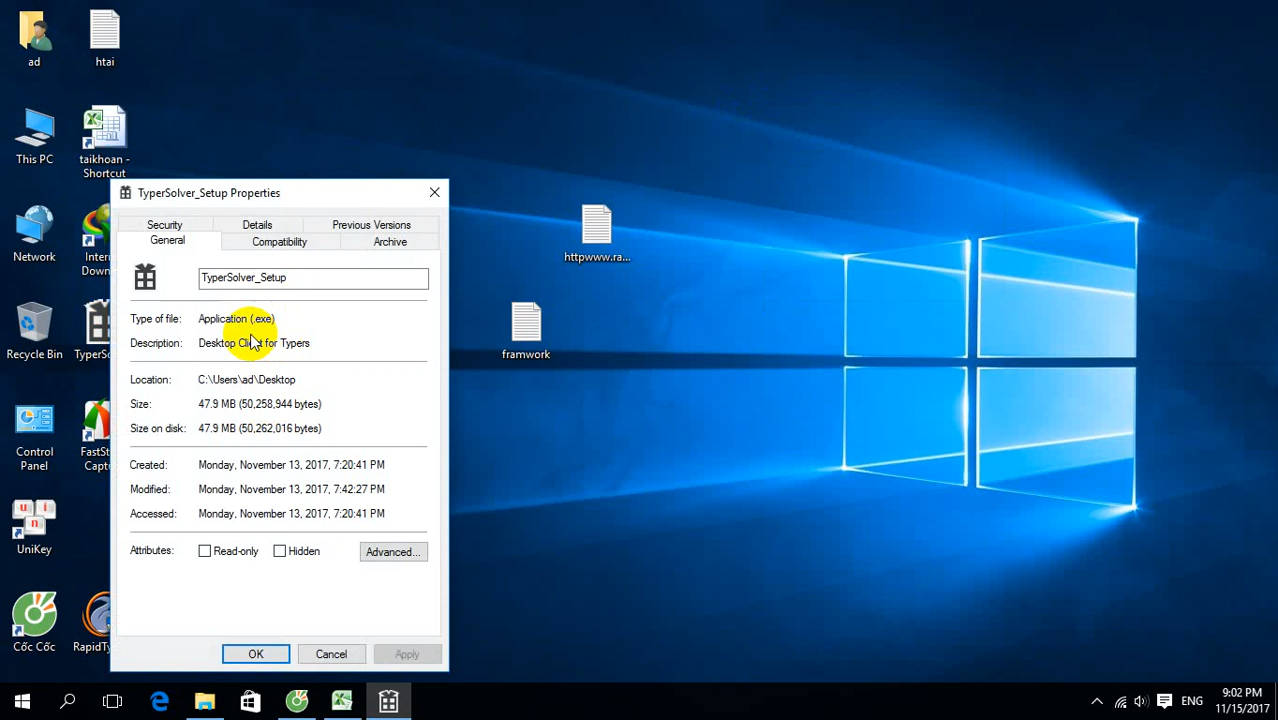 ad
htai
This PC
taikhoan -
Shortcut
Network
Intern
Down
Recycle Bin
TyperS
Control
Panel
FastS
Capt
UniKey
Cốc Cốc
RapidTy
httpwww.ra...
framwork
TyperSolver_Setup Properties
Security
Details
Previous Versions
General
Compatibility
Archive
TyperSolver_Setup
Type of file:
Application (.exe)
Description:
Desktop Client for Typers
Location:
C:\Users\ad\Desktop
Size:
47.9 MB (50,258,944 bytes)
Size on disk:
47.9 MB (50,262,016 bytes)
Created:
Monday, November 13, 2017, 7:20:41 PM
Modified:
Monday, November 13, 2017, 7:42:27 PM
Accessed:
Monday, November 13, 2017, 7:20:41 PM
Attributes:
Read-only
Hidden
Advanced...
OK
Cancel
Apply
ENG
9:02 PM
11/15/2017